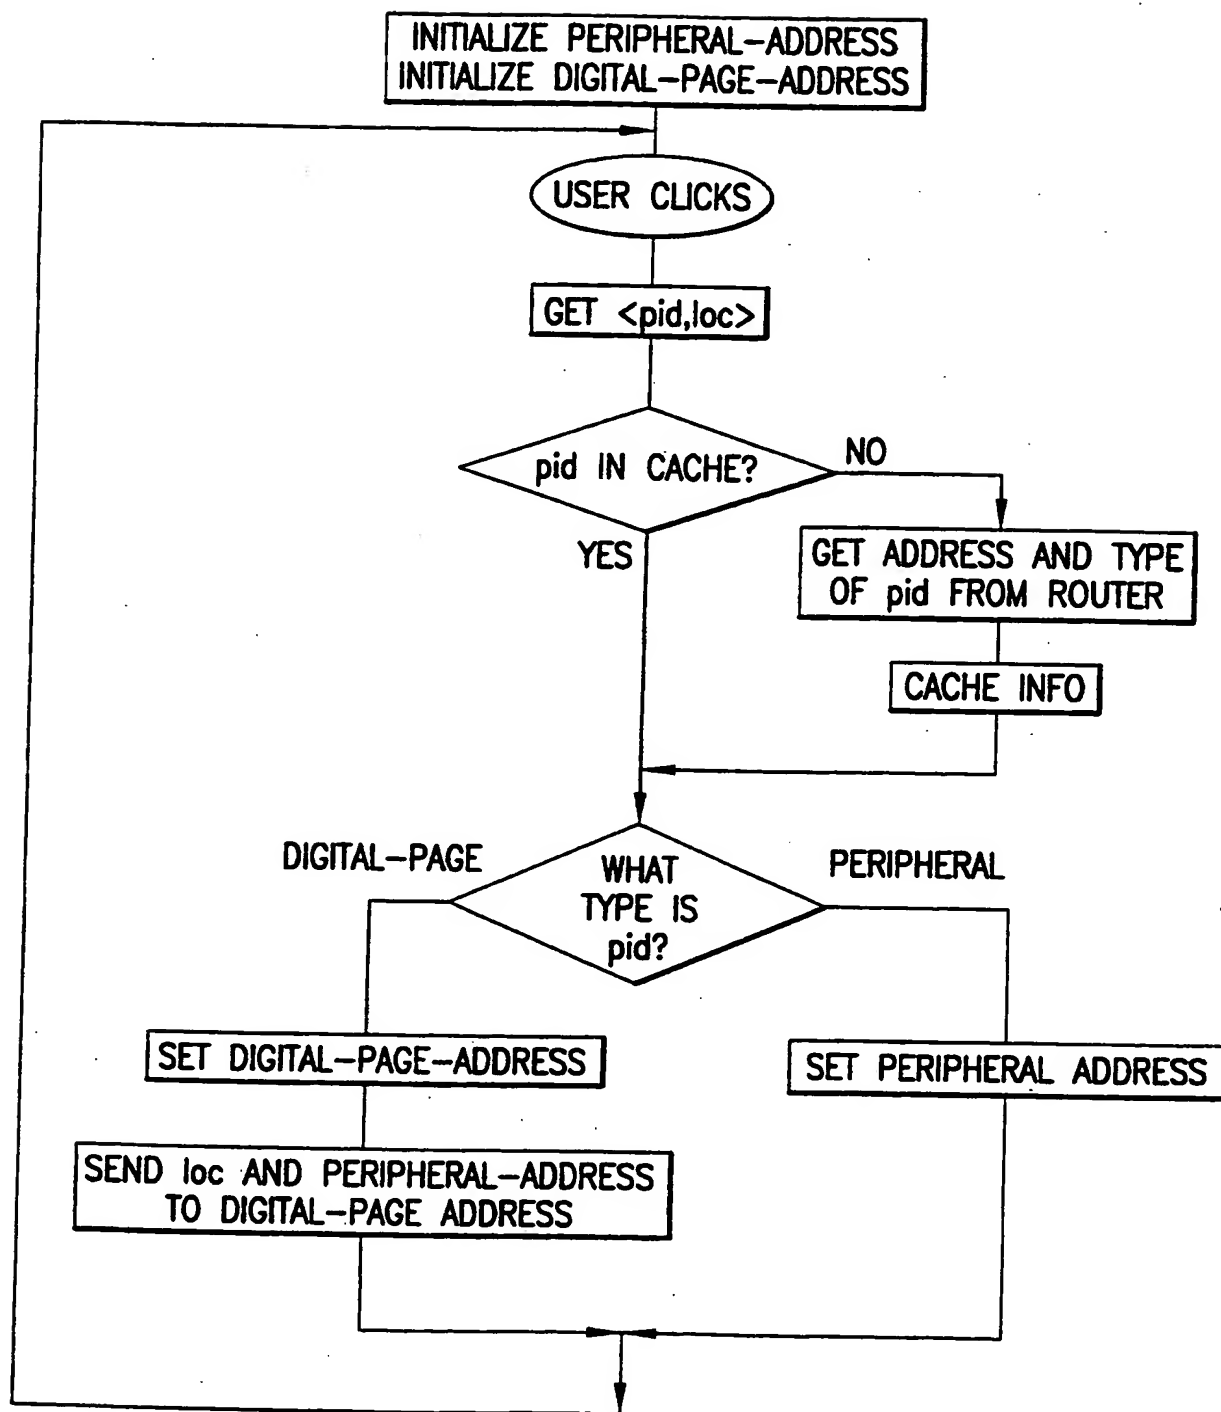 INITIALIZE PERIPHERAL-ADDRESS
INITIALIZE DIGITAL-PAGE-ADDRESS
USER CLICKS
GET <pid,loc>
pid IN CACHE?
NO
YES
GET ADDRESS AND TYPE
OF pid FROM ROUTER
CACHE INFO
DIGITAL-PAGE
WHAT
TYPE IS
pid?
PERIPHERAL
SET DIGITAL-PAGE-ADDRESS
SET PERIPHERAL ADDRESS
SEND loc AND PERIPHERAL-ADDRESS
TO DIGITAL-PAGE ADDRESS